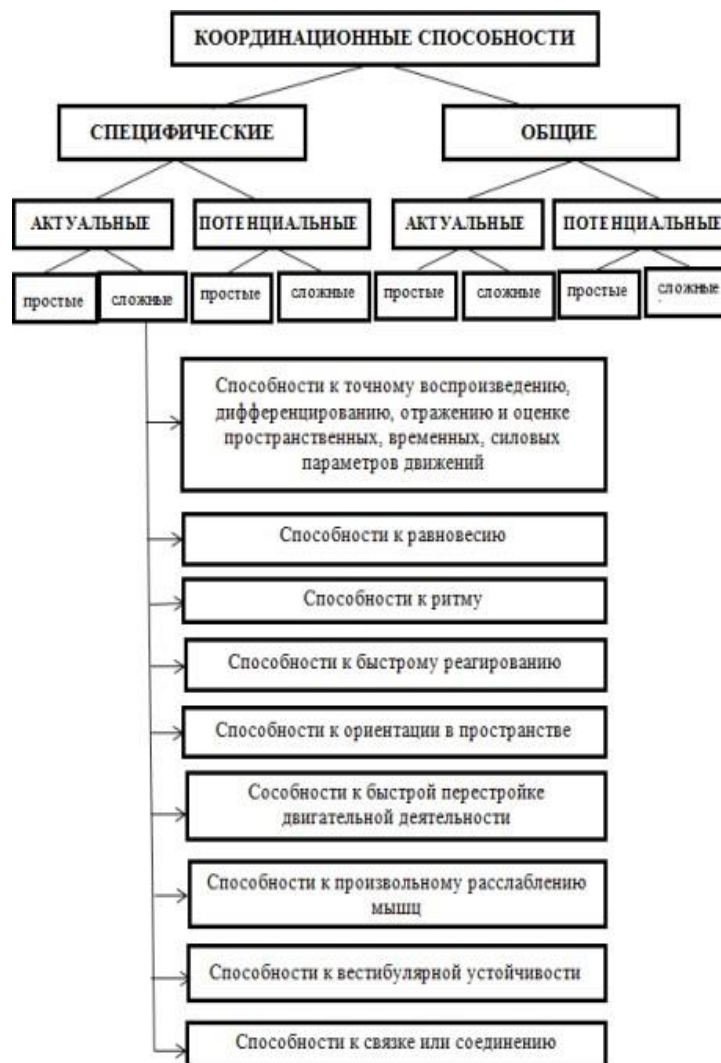 КООРДИНАЦИОННЫЕ СПОСОБНОСТИ
СПЕЦИФИЧЕСКИЕ
ОБЩИЕ
АКТУАЛЬНЫЕ
ПОТЕНЦИАЛЬНЫЕ
АКТУАЛЬНЫЕ
ПОТЕНЦИАЛЬНЫЕ
простые
сложные
простые
сложные
простые
сложные
простые
сложные
Способности к точному воспроизведению,
дифференцированию, отражению и оценке
пространственных, временных, силовых
параметров движений
Способности к равновесию
Способности к ритму
Способности к быстрому реагированию
Способности к ориентации в пространстве
Сособности к быстрой перестройке
двигательной деятельности
Способности к произвольному расслаблению
мышц
Способности к вестибулярной устойчивости
Способности к связке или соединению